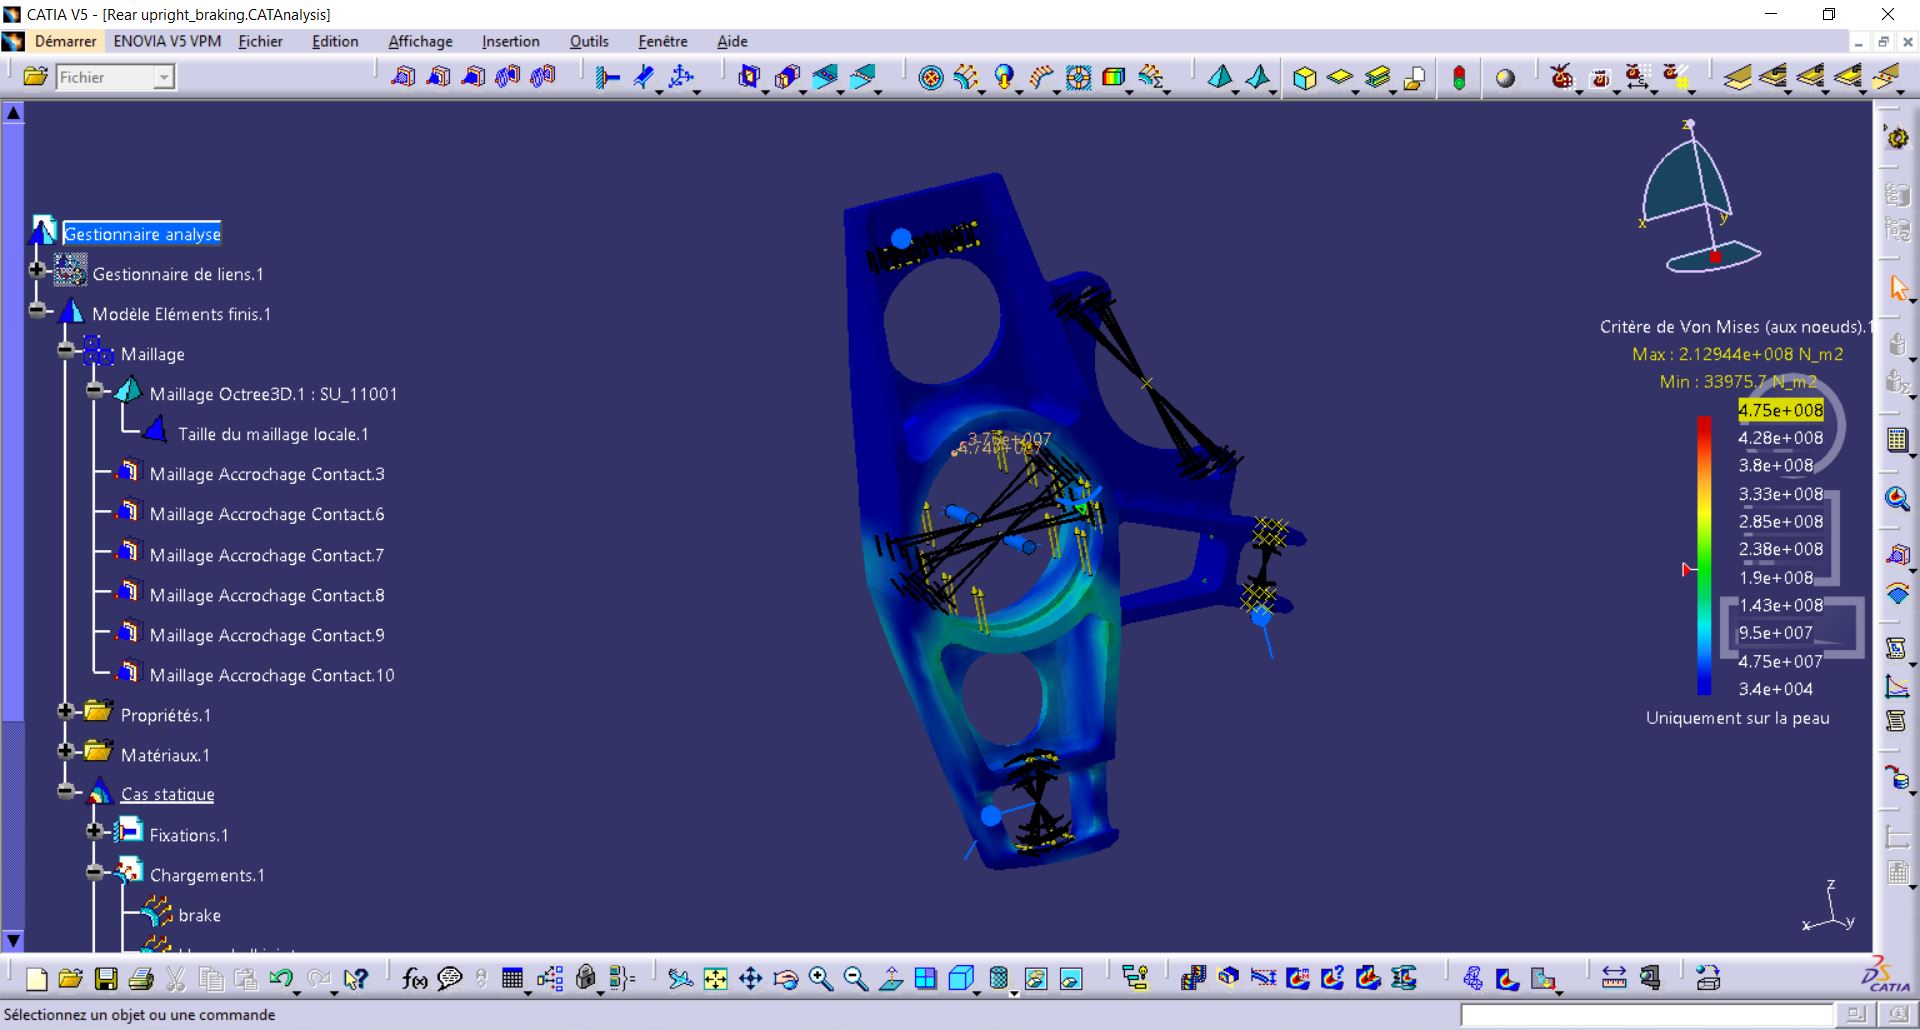 CATIA V5 - [Rear upright_braking.CATAnalysis]
Démarrer ENOVIA V5 VPM Fichier Edition Affichage Insertion Outils Fenêtre Aide
Fichier
Gestionnaire analyse
Gestionnaire de liens.1
Modèle Eléments finis.1
Maillage
Maillage Octree3D.1 : SU_11001
Taille du maillage locale.1
Maillage Accrochage Contact.3
Maillage Accrochage Contact.6
Maillage Accrochage Contact.7
Maillage Accrochage Contact.8
Maillage Accrochage Contact.9
Maillage Accrochage Contact.10
Propriétés.1
Matériaux.1
Cas statique
Fixations.1
Chargements.1
brake
z
x
y
Critère de Von Mises (aux noeuds).1
Max : 2.12944e+008 N_m2
Min : 33975.7 N_m2
4.75e+008
4.28e+008
3.8e+008
3.33e+008
2.85e+008
2.38e+008
1.9e+008
1.43e+008
9.5e+007
4.75e+007
3.4e+004
Uniquement sur la peau
z
x
y
f(x)
CATIA
Sélectionnez un objet ou une commande